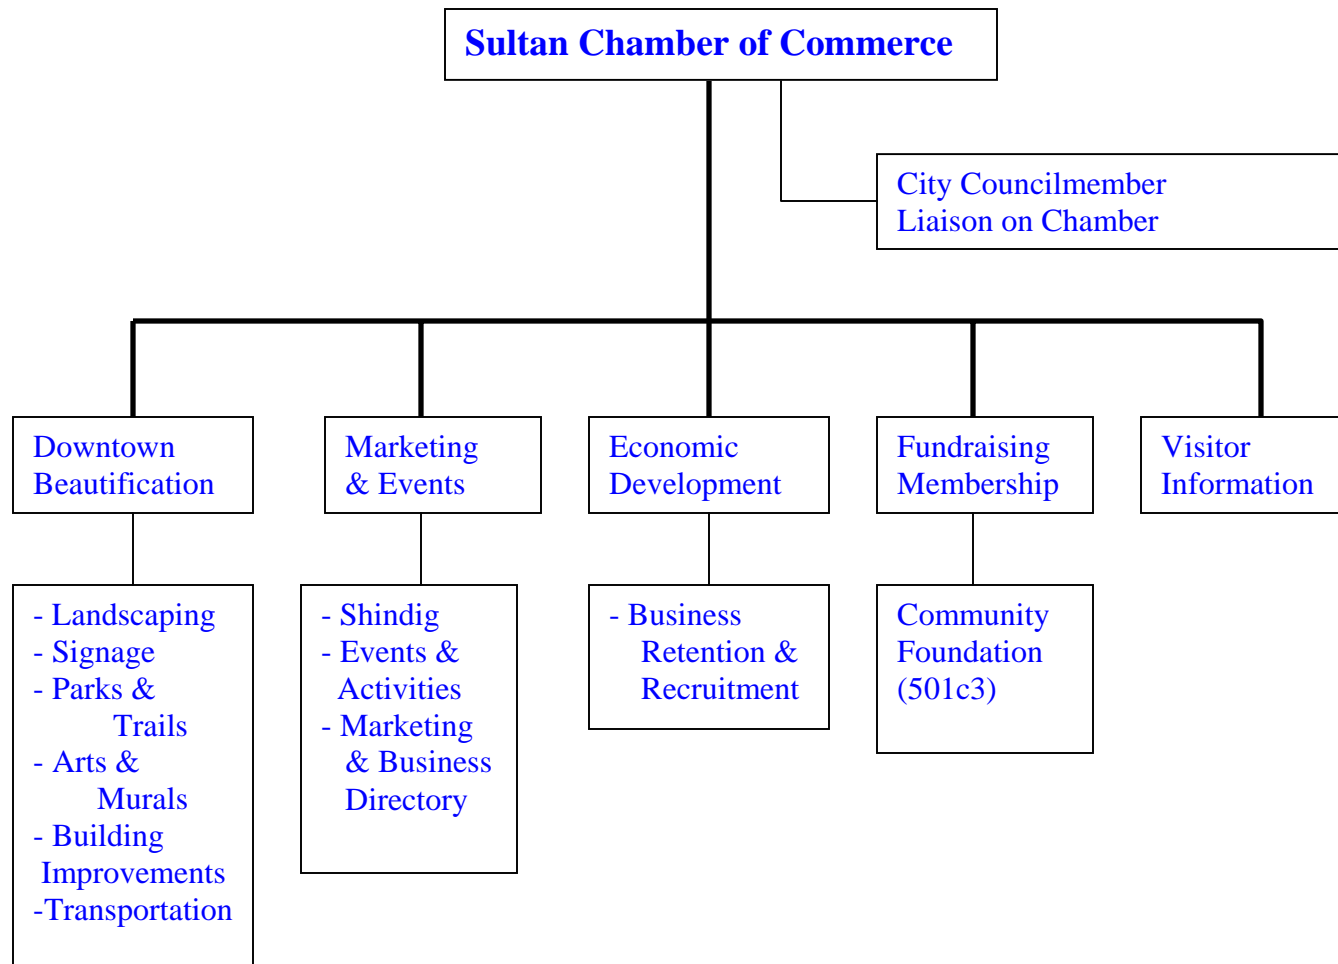 Sultan Chamber of Commerce
City Councilmember
Liaison on Chamber
Downtown
Beautification
Marketing
& Events
Economic
Development
Fundraising
Membership
Visitor
Information
- Landscaping
- Signage
- Parks &
Trails
- Arts &
Murals
- Building
Improvements
-Transportation
- Shindig
- Events &
Activities
- Marketing
& Business
Directory
- Business
Retention &
Recruitment
Community
Foundation
(501c3)